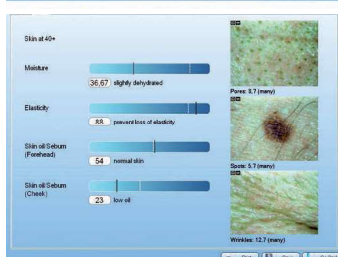 Skin at 40+
Moisture
36,67 slightly dehydrated
Elasticity
88 prevent loss of elasticity
Skin oil Sebum
(Forehead)
54 normal skin
Skin oil Sebum
(Cheek)
23 low oil
Pores: 8.7 (many)
Spots: 5.7 (many)
Wrinkles: 12.7 (many)